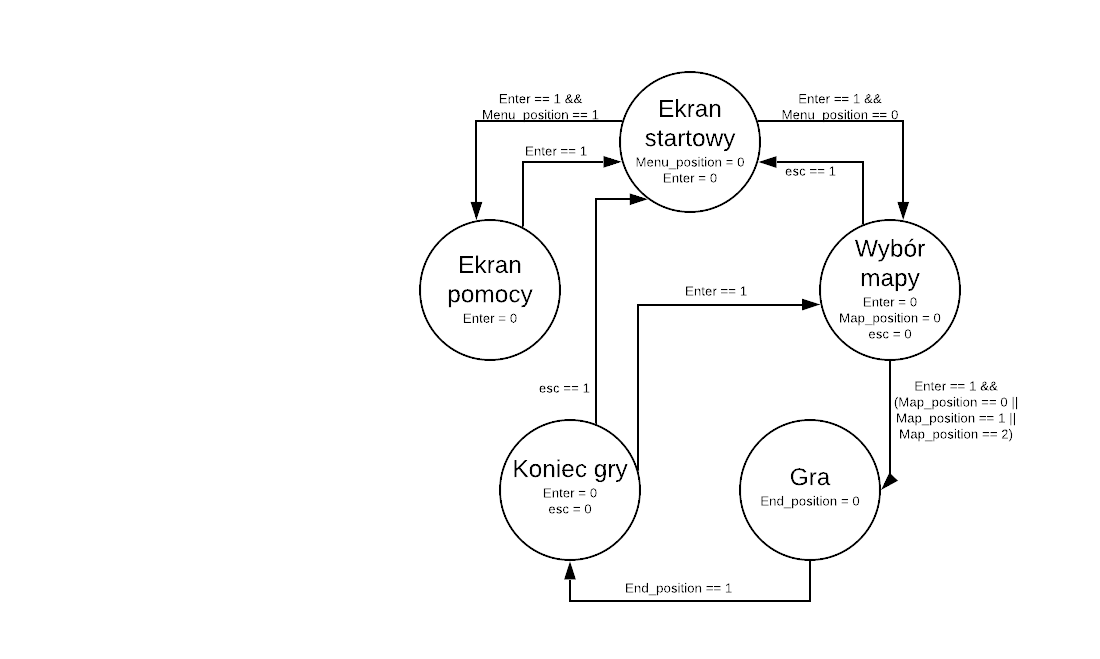 Enter == 1 &&
Menu_position == 1
Ekran
startowy
Menu_position = 0
Enter = 0
Enter == 1 &&
Menu_position == 0
Enter == 1
esc == 1
Ekran
pomocy
Enter = 0
Wybór
mapy
Enter = 0
Map_position = 0
esc = 0
Enter == 1
esc == 1
Enter == 1 &&
(Map_position == 0 ||
Map_position == 1 ||
Map_position == 2)
Koniec gry
Enter = 0
esc = 0
Gra
End_position = 0
End_position == 1